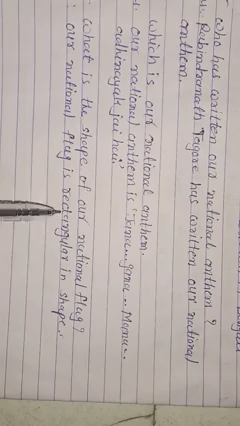 who has written our national anthem ?
Rabindranath Tagore has written our national
anthem.
which is our national anthem.
our national anthem is 'Jana-gana-Mana-
adhinayak jai hai'
what is the shape of our national flag ?
our national flag is rectangular in shape.